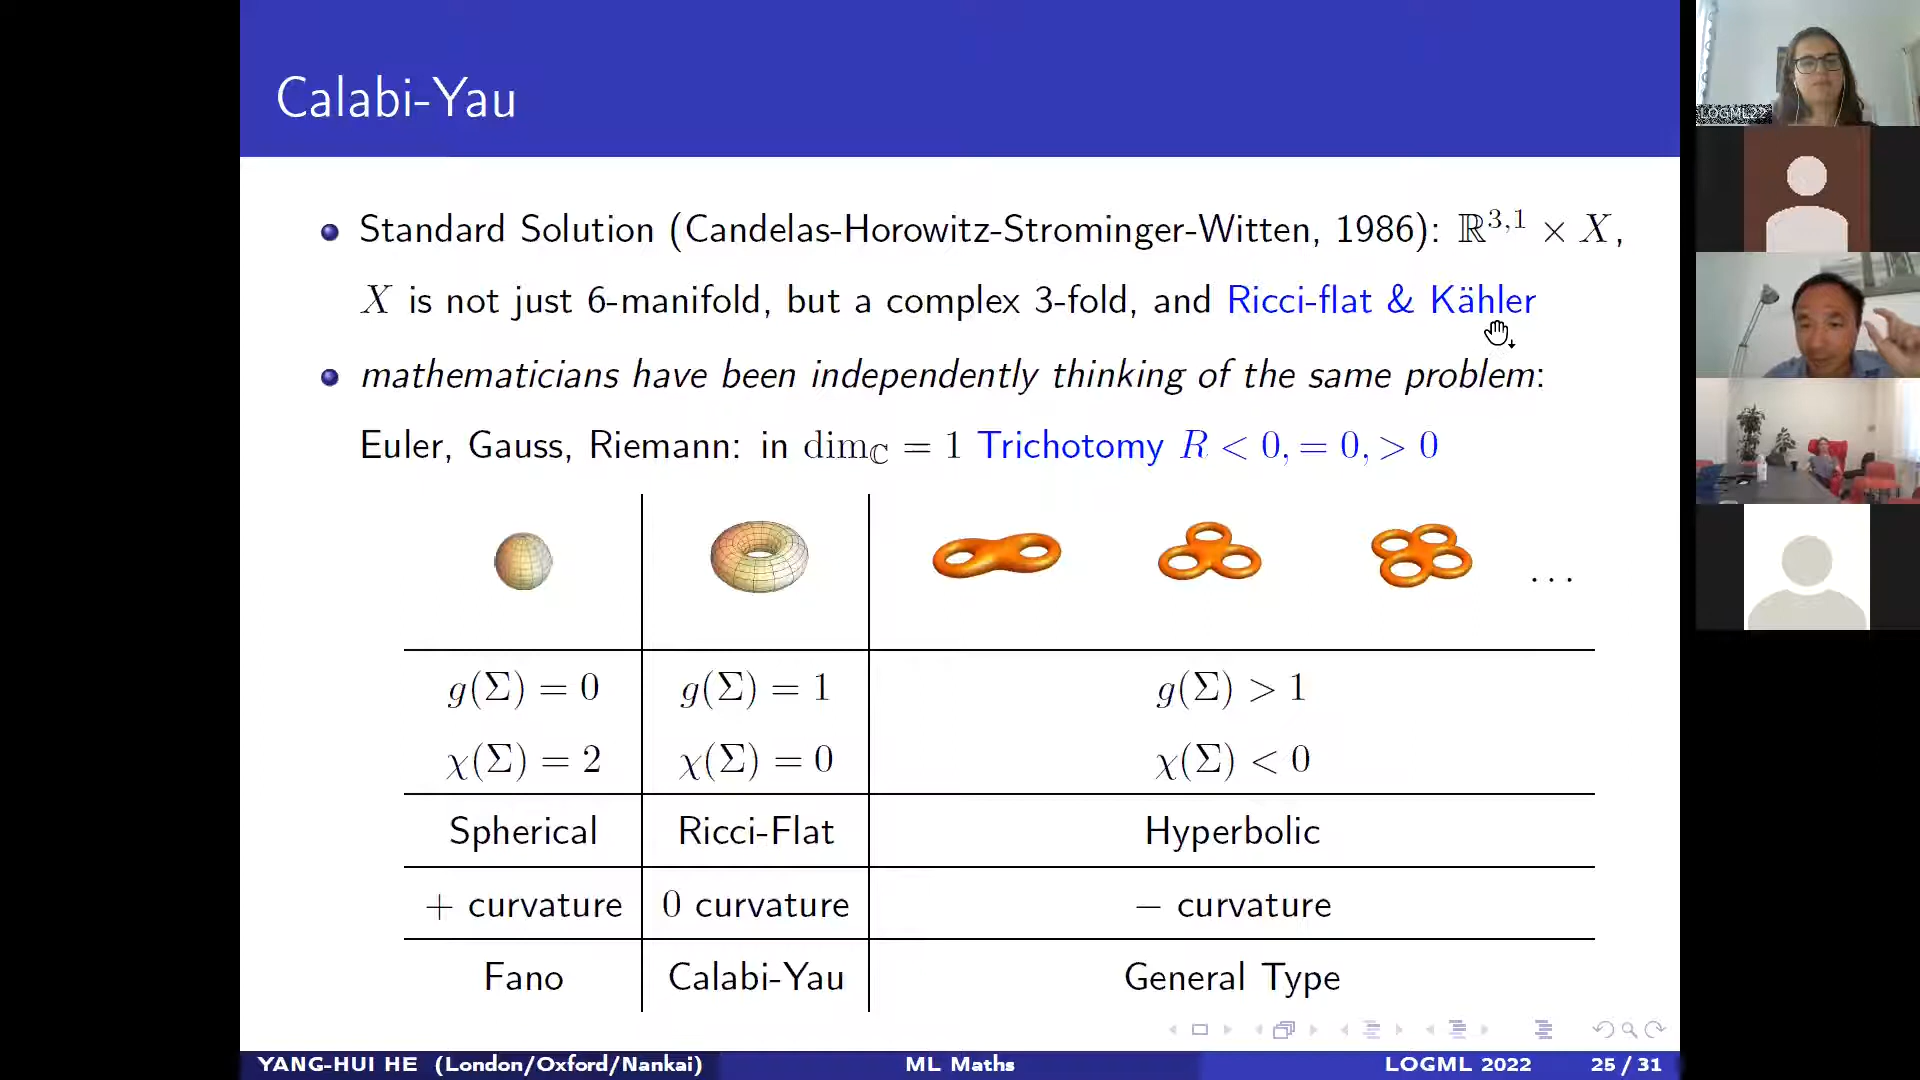 Calabi-Yau
Standard Solution (Candelas-Horowitz-Strominger-Witten, 1986): ℝ³,¹ × X,
X is not just 6-manifold, but a complex 3-fold, and Ricci-flat & Kähler
mathematicians have been independently thinking of the same problem:
Euler, Gauss, Riemann: in dim_ℂ = 1 Trichotomy R < 0, = 0, > 0
...
g(Σ) = 0 g(Σ) = 1 g(Σ) > 1
χ(Σ) = 2 χ(Σ) = 0 χ(Σ) < 0
Spherical Ricci-Flat Hyperbolic
+ curvature 0 curvature − curvature
Fano Calabi-Yau General Type
YANG-HUI HE (London/Oxford/Nankai) ML Maths LOGML 2022 25 / 31
LOGML22